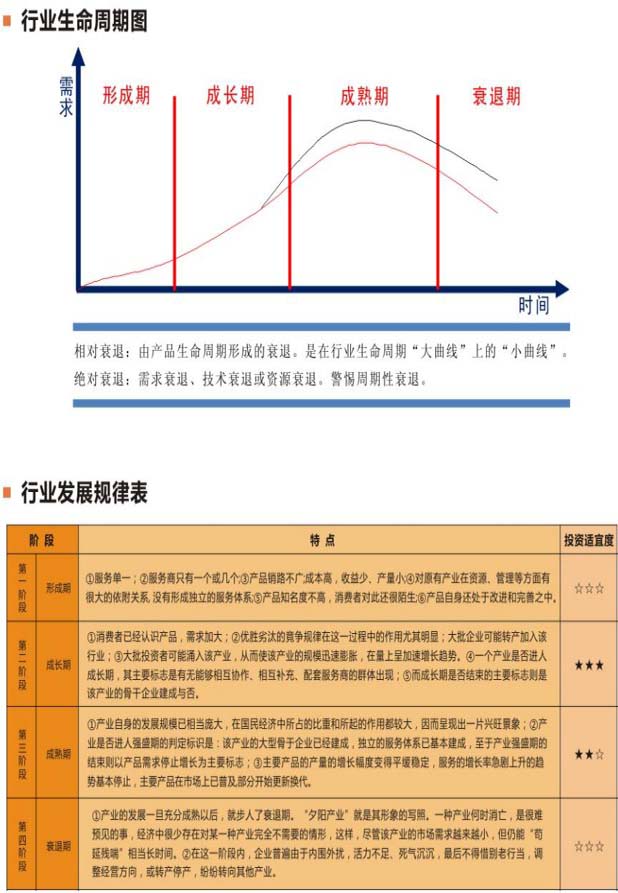 行业生命周期图
需求
形成期
成长期
成熟期
衰退期
时间
相对衰退：由产品生命周期形成的衰退。是在行业生命周期“大曲线”上的“小曲线”。
绝对衰退：需求衰退、技术衰退或资源衰退。警惕周期性衰退。
行业发展规律表
阶 段
特 点
投资适宜度
第一阶段
形成期
①服务单一；②服务商只有一个或几个;③产品销路不广;成本高，收益少、产量小;④对原有产业在资源、管理等方面有
很大的依附关系, 没有形成独立的服务体系;⑤产品知名度不高，消费者对此还很陌生;⑥产品自身还处于改进和完善之中。
☆☆☆
第二阶段
成长期
①消费者已经认识产品，需求加大；②优胜劣汰的竞争规律在这一过程中的作用尤其明显；大批企业可能转产加入该
行业；③大批投资者可能涌入该产业，从而使该产业的规模迅速膨胀，在量上呈加速增长趋势。④一个产业是否进人
成长期，其主要标志是有无能够相互协作、相互补充、配套服务商的群体出现；⑤而成长期是否结束的主要标志则是
该产业的骨干企业建成与否。
★★★
第三阶段
成熟期
①产业自身的发展规模已相当庞大，在国民经济中所占的比重和所起的作用都较大，因而呈现出一片兴旺景象；②产
业是否进人强盛期的判定标识是：该产业的大型骨于企业已经建成，独立的服务体系已基本建成，至于产业强盛期的
结束则以产品需求停止增长为主要标志；③主要产品的产量的增长幅度变得平缓稳定，服务的增长率急剧上升的趋
势基本停止，主要产品在市场上已普及,部分开始更新换代。
★★☆
第四阶段
衰退期
①产业的发展一旦充分成熟以后，就步人了衰退期。“夕阳产业”就是其形象的写照。一种产业何时消亡，是很难
预见的事，经济中很少存在对某一种产业完全不需要的情形，这样，尽管该产业的市场需求越来越小，但仍能“苟
延残喘”相当长时间。②在这一阶段内，企业普遍由于内围外扰，活力不足、死气沉沉，最后不得惜别老行当，调
整经营方向，或转产停产，纷纷转向其他产业。
☆☆☆